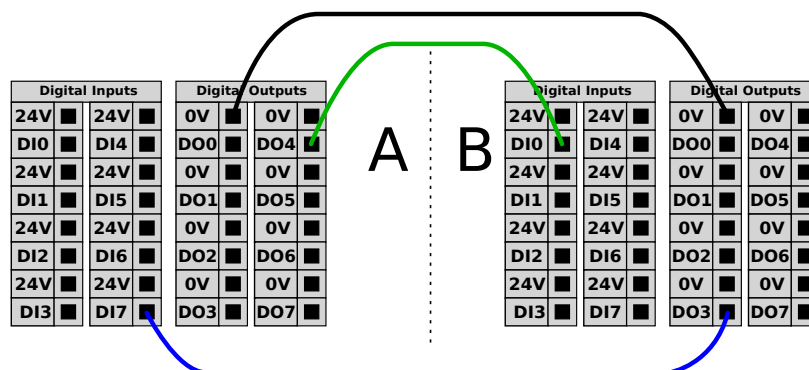 Digital Inputs Digital Outputs Digital Inputs Digital Outputs
24V 24V 0V 0V A B 24V 24V 0V 0V
DI0 DI4 DO0 DO4 DI0 DI4 DO0 DO4
24V 24V 0V 0V 24V 24V 0V 0V
DI1 DI5 DO1 DO5 DI1 DI5 DO1 DO5
24V 24V 0V 0V 24V 24V 0V 0V
DI2 DI6 DO2 DO6 DI2 DI6 DO2 DO6
24V 24V 0V 0V 24V 24V 0V 0V
DI3 DI7 DO3 DO7 DI3 DI7 DO3 DO7